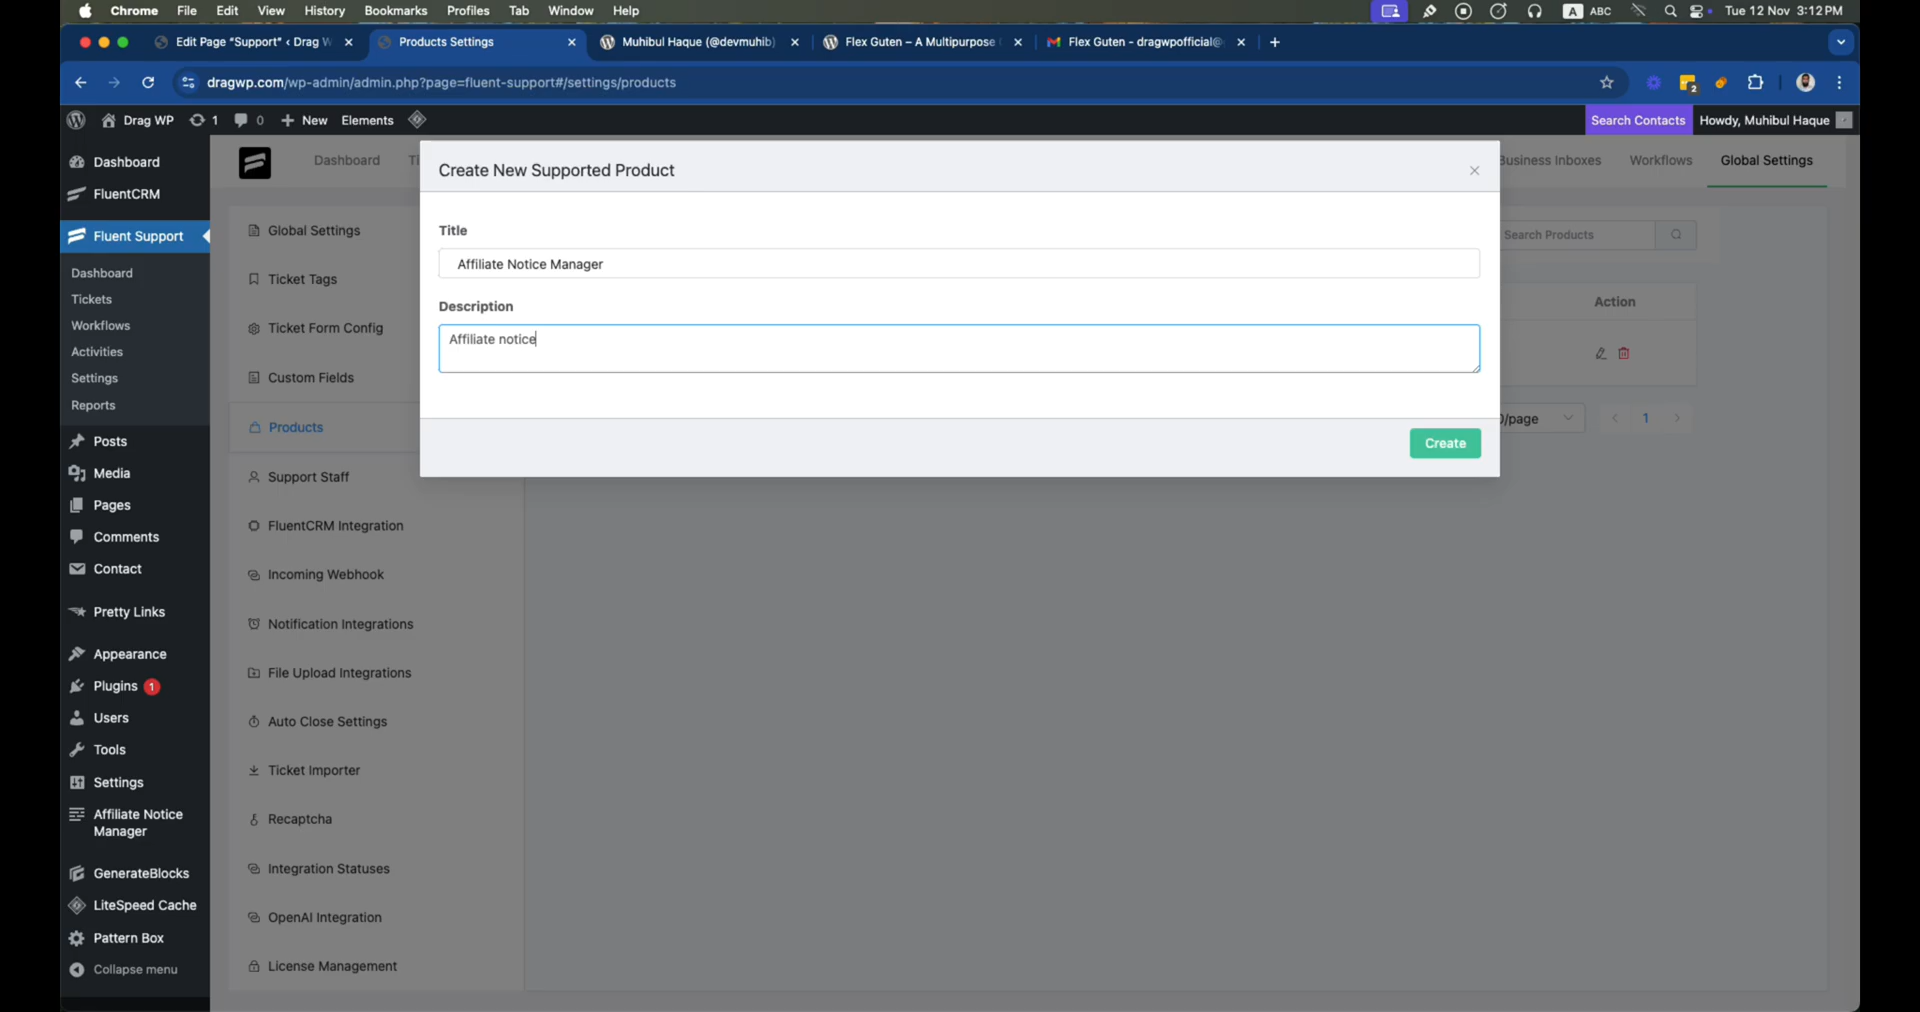 Chrome File Edit View History Bookmarks Profiles Tab Window Help A ABC Tue 12 Nov 3:12 PM
Edit Page “Support” ‹ Drag W Products Settings Muhibul Haque (@devmuhib) Flex Guten – A Multipurpose Flex Guten - dragwpofficial@
dragwp.com/wp-admin/admin.php?page=fluent-support#/settings/products 2
Drag WP 1 0 New Elements Search Contacts Howdy, Muhibul Haque
Dashboard
FluentCRM
Fluent Support
Dashboard
Tickets
Workflows
Activities
Settings
Reports
Posts
Media
Pages
Comments
Contact
Pretty Links
Appearance
Plugins 1
Users
Tools
Settings
Affiliate Notice
Manager
GenerateBlocks
LiteSpeed Cache
Pattern Box
Collapse menu
Dashboard Business Inboxes Workflows Global Settings
Global Settings
Ticket Tags
Ticket Form Config
Custom Fields
Products
Support Staff
FluentCRM Integration
Incoming Webhook
Notification Integrations
File Upload Integrations
Auto Close Settings
Ticket Importer
Recaptcha
Integration Statuses
OpenAI Integration
License Management
Create New Supported Product
Title
Affiliate Notice Manager
Description
Affiliate notice
Create
Search Products
Action
0/page 1